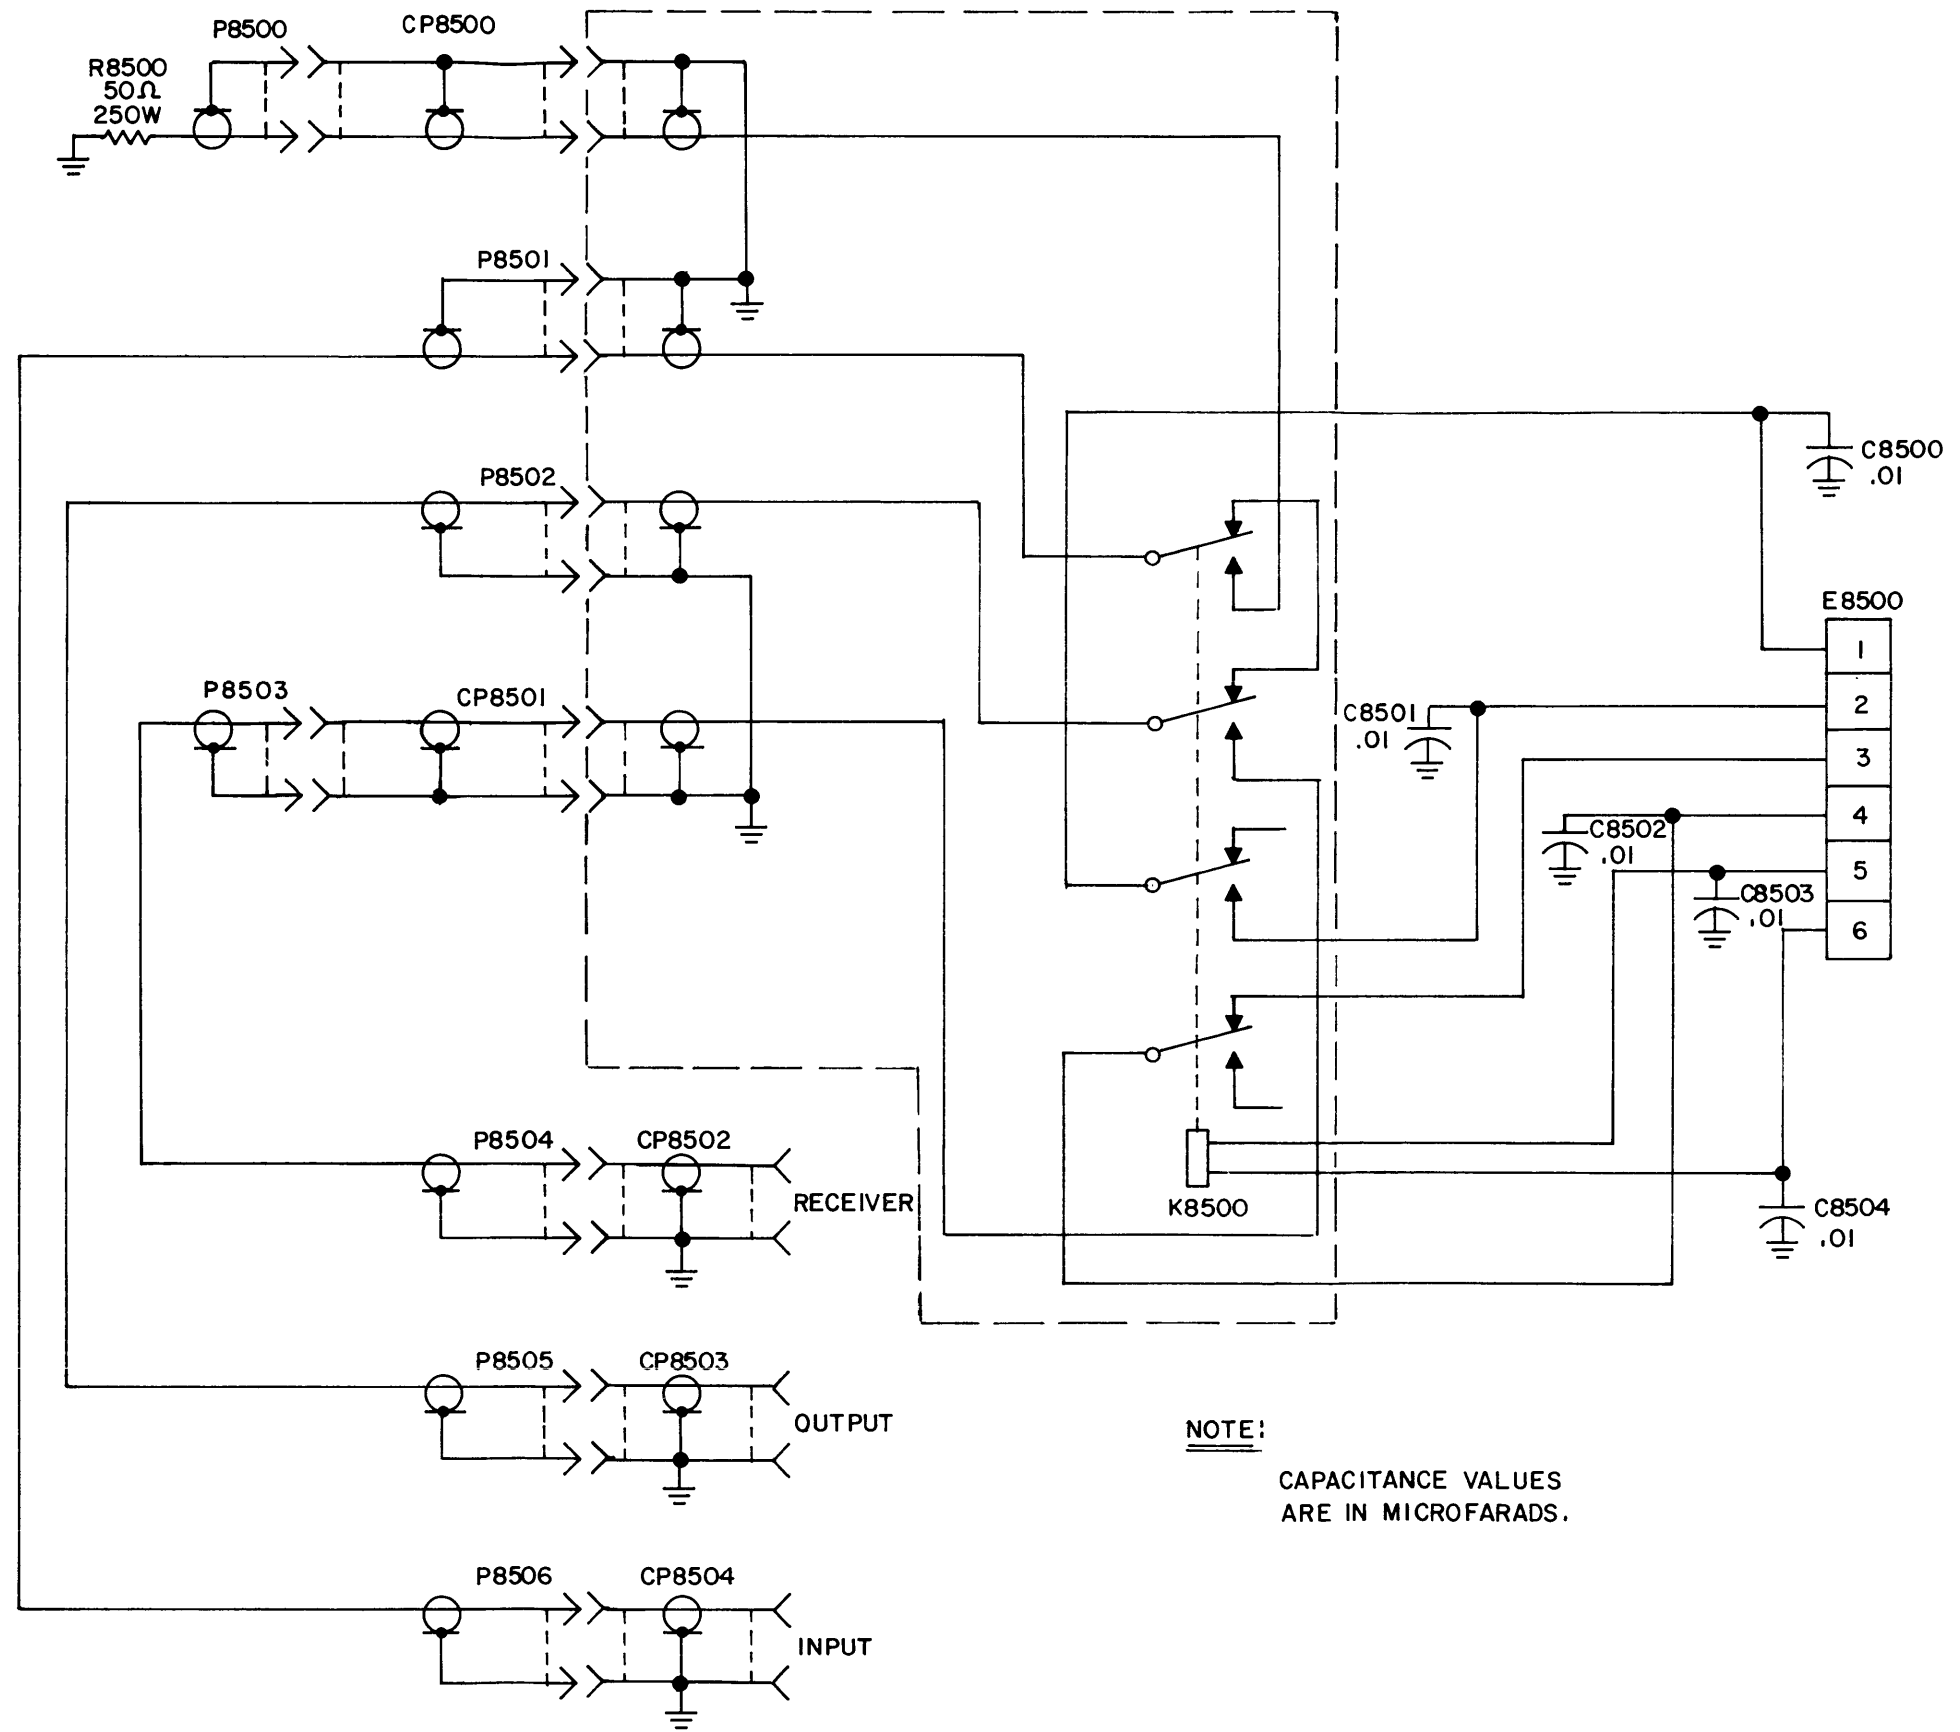 P8500
CP8500
R8500
50Ω
250W
P8501
P8502
C8500
.01
E8500
1
2
3
4
5
6
P8503
CP8501
C8501
.01
C8502
.01
C8503
.01
P8504
CP8502
RECEIVER
K8500
C8504
.01
P8505
CP8503
OUTPUT
NOTE:
CAPACITANCE VALUES
ARE IN MICROFARADS.
P8506
CP8504
INPUT